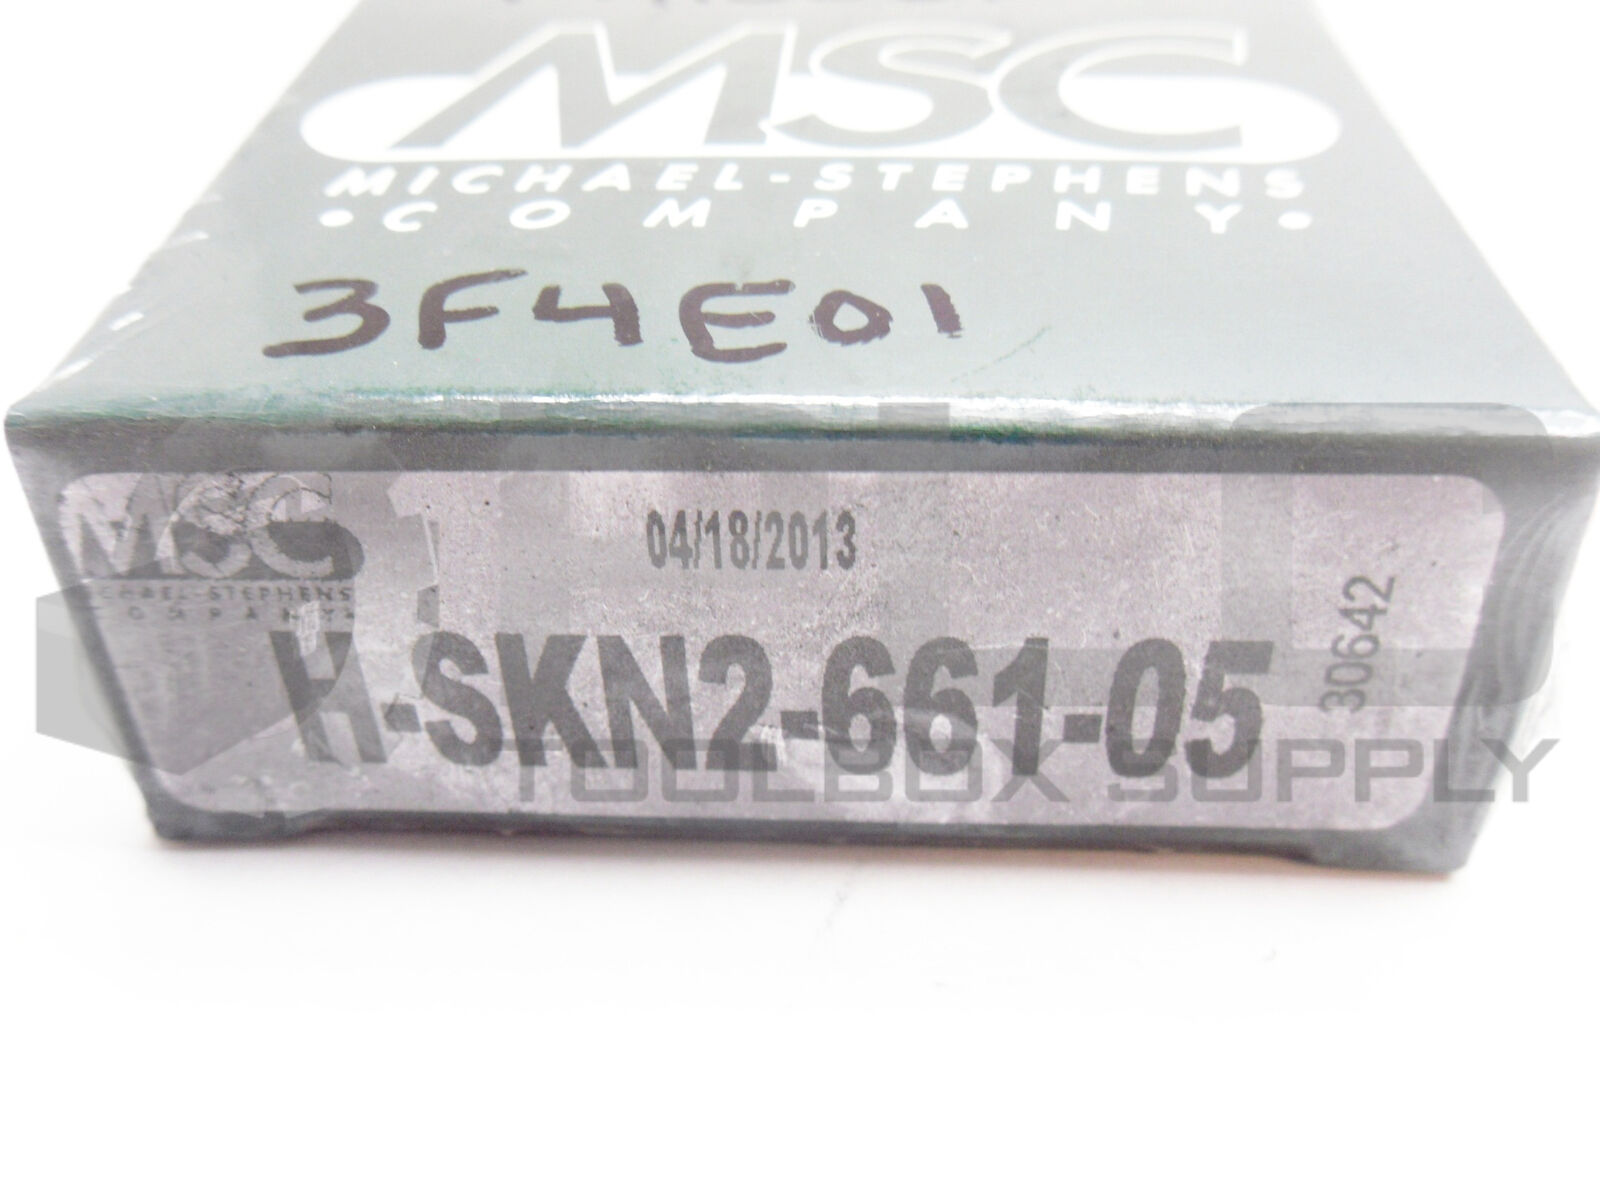 MSC
MICHAEL-STEPHENS
•COMPANY•
3F4E01
MSC
MICHAEL-STEPHENS
COMPANY•
04/18/2013
30642
H-SKN2-661-05
TOOLBOX SUPPLY